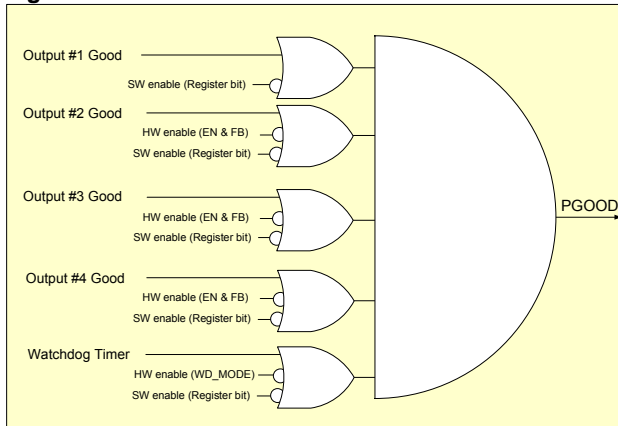 Output #1 Good
SW enable (Register bit)
Output #2 Good
HW enable (EN & FB)
SW enable (Register bit)
Output #3 Good
HW enable (EN & FB)
SW enable (Register bit)
Output #4 Good
HW enable (EN & FB)
SW enable (Register bit)
Watchdog Timer
HW enable (WD_MODE)
SW enable (Register bit)
PGOOD